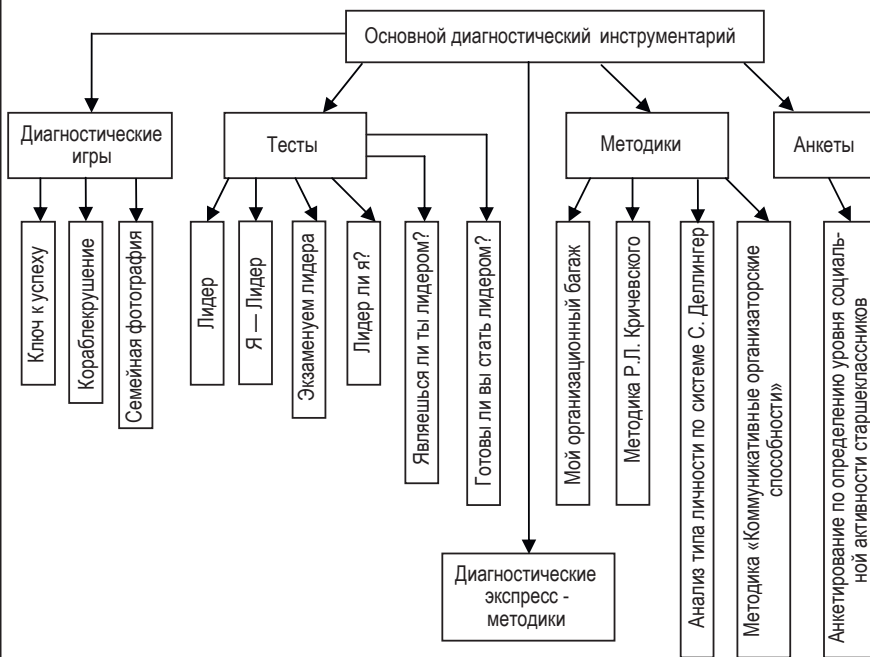 Основной диагностический инструментарий
Диагностические
игры
Тесты
Методики
Анкеты
Ключ к успеху
Кораблекрушение
Семейная фотография
Лидер
Я — Лидер
Экзаменуем лидера
Лидер ли я?
Являешься ли ты лидером?
Готовы ли вы стать лидером?
Мой организационный багаж
Методика Р.Л. Кричевского
Анализ типа личности по системе С. Деллингер
Методика «Коммуникативные организаторские
способности»
Анкетирование по определению уровня социаль-
ной активности старшеклассников
Диагностические
экспресс -
методики